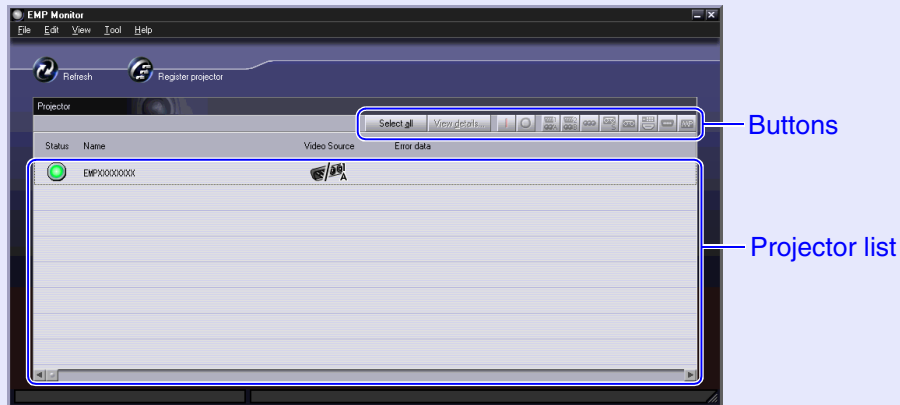 EMP Monitor
File Edit View Tool Help
Refresh Register projector
Projector
Select all View details...
Buttons
Status Name Video Source Error data
EMPXXXXXXXX
A
Projector list